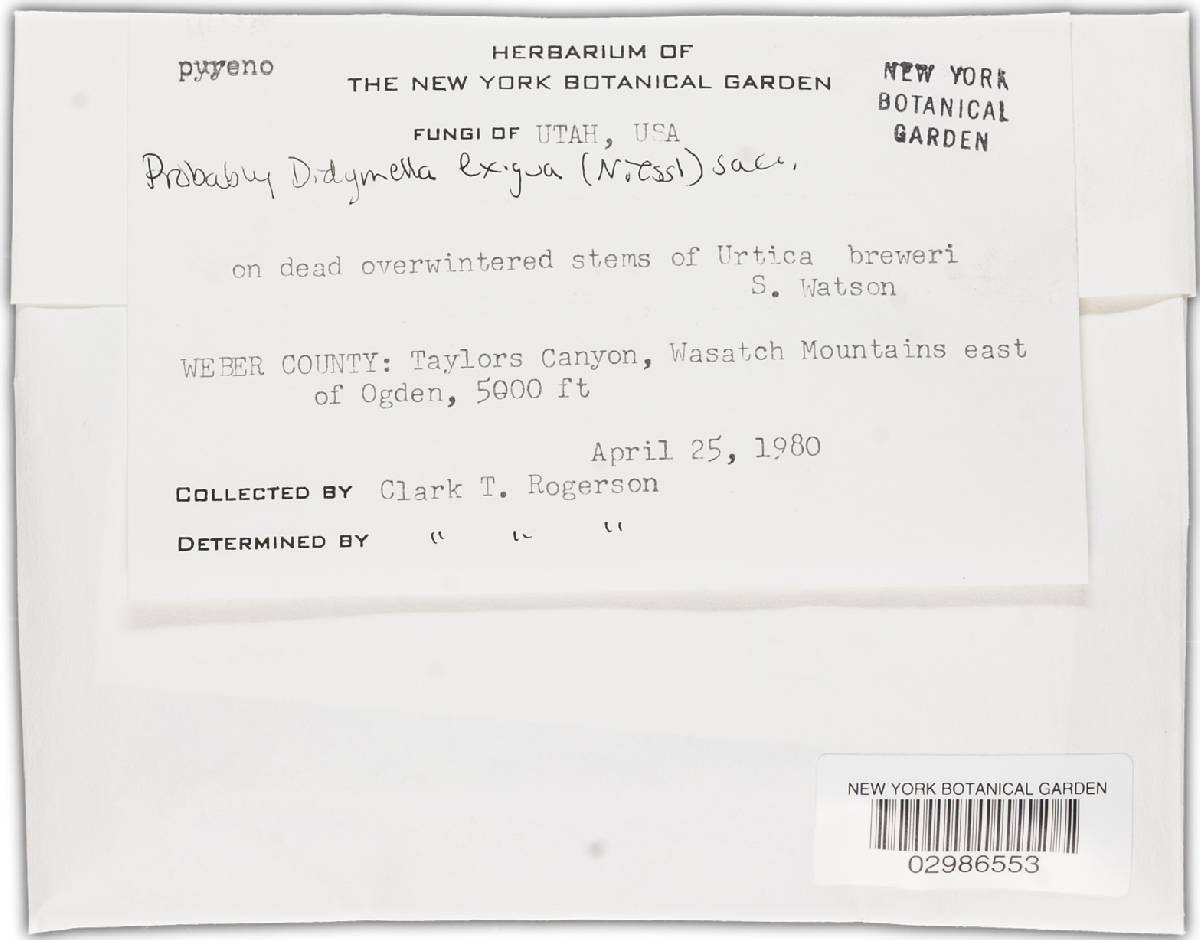 pyreno
HERBARIUM OF
THE NEW YORK BOTANICAL GARDEN
NEW YORK
BOTANICAL
GARDEN
FUNGI OF UTAH, USA
Probably Didymella exigua (Niessl) sacc.
on dead overwintered stems of Urtica breweri
S. Watson
WEBER COUNTY: Taylors Canyon, Wasatch Mountains east
of Ogden, 5000 ft
April 25, 1980
COLLECTED BY Clark T. Rogerson
DETERMINED BY " " "
NEW YORK BOTANICAL GARDEN
02986553